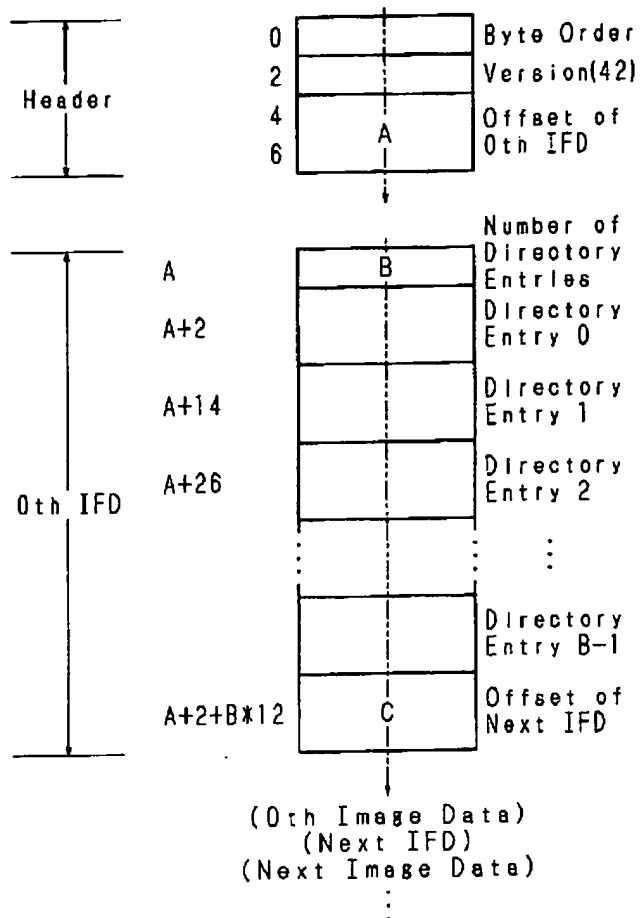 0
Byte Order
2
Version(42)
Header
4
Offset of
0th IFD
A
6
Number of
Directory
Entries
A
B
A+2
Directory
Entry 0
A+14
Directory
Entry 1
A+26
Directory
Entry 2
0th IFD
Directory
Entry B-1
A+2+B*12
C
Offset of
Next IFD
(0th Image Data)
(Next IFD)
(Next Image Data)